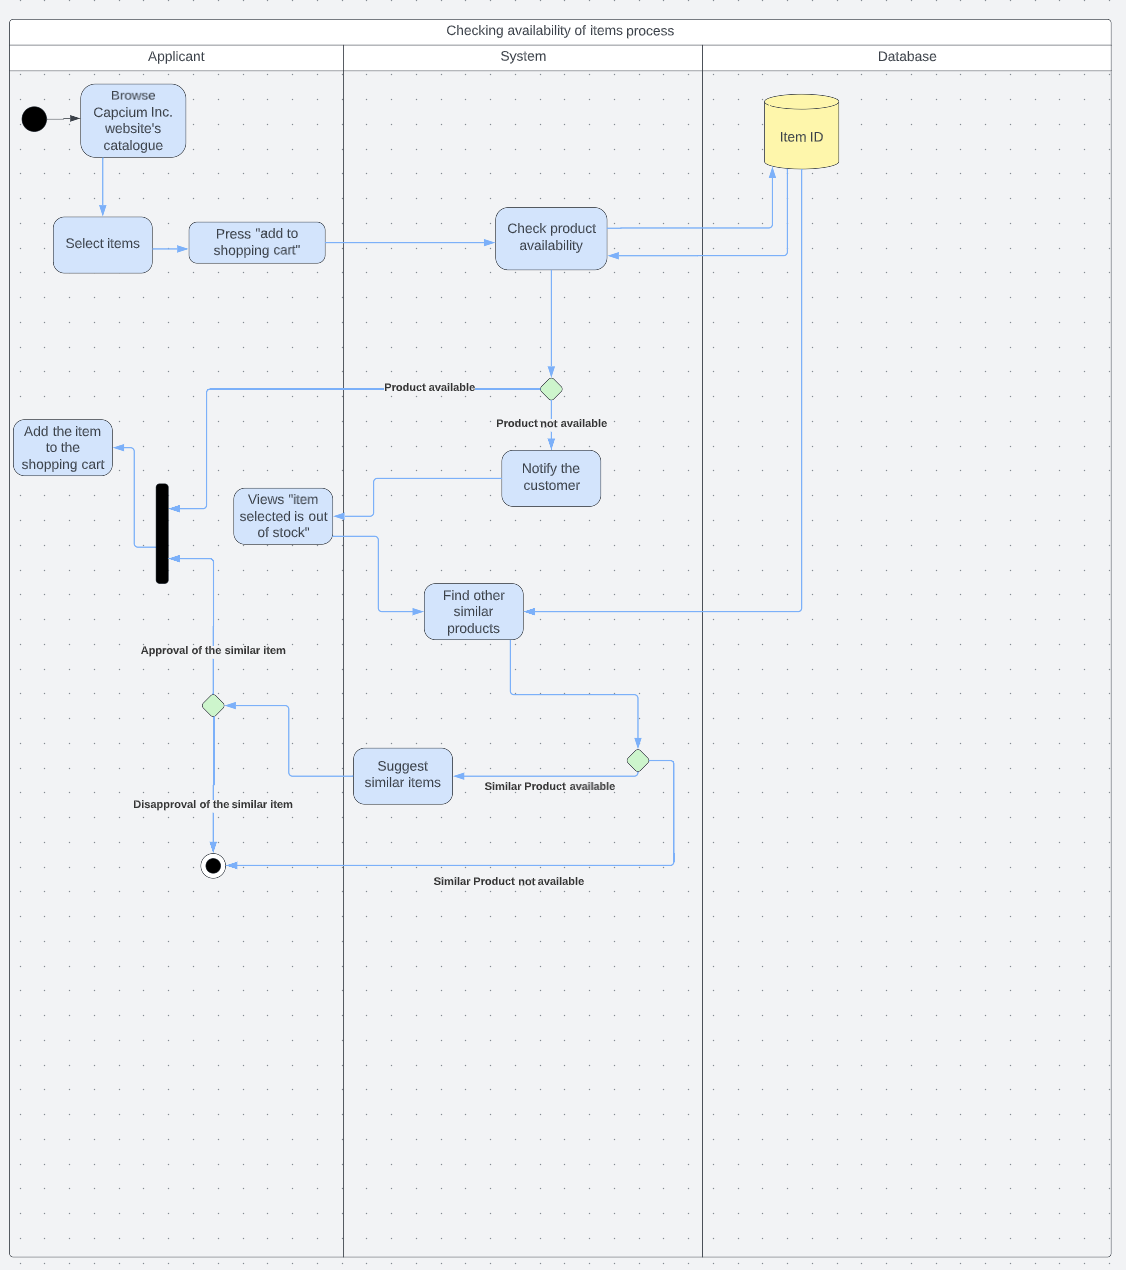 Checking availability of items process
Applicant
System
Database
Browse
Capcium Inc.
website's
catalogue
Item ID
Select items
Press "add to
shopping cart"
Check product
availability
Product available
Product not available
Add the item
to the
shopping cart
Notify the
customer
Views "item
selected is out
of stock"
Find other
similar
products
Approval of the similar item
Suggest
similar items
Similar Product available
Disapproval of the similar item
Similar Product not available